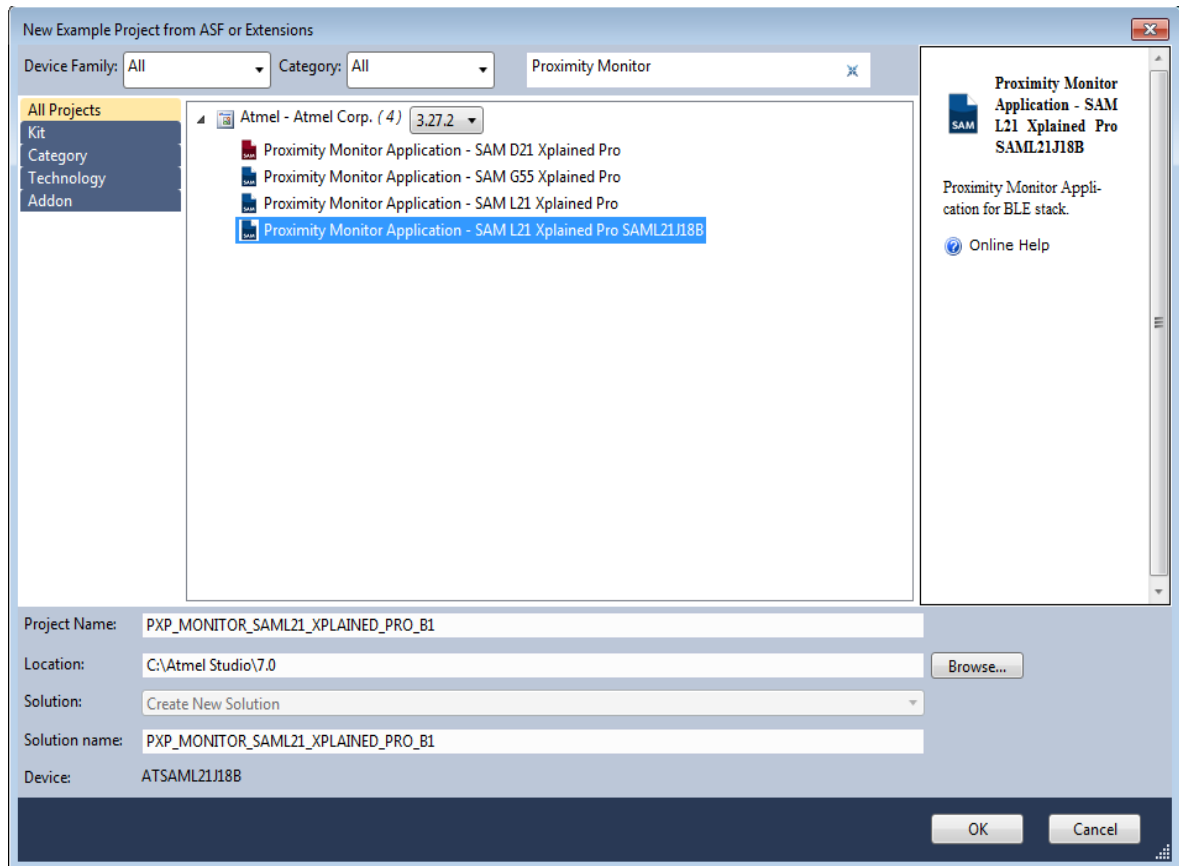 New Example Project from ASF or Extensions
Device Family: All Category: All Proximity Monitor
All Projects
Kit
Category
Technology
Addon
Atmel - Atmel Corp. (4) 3.27.2
Proximity Monitor Application - SAM D21 Xplained Pro
Proximity Monitor Application - SAM G55 Xplained Pro
Proximity Monitor Application - SAM L21 Xplained Pro
Proximity Monitor Application - SAM L21 Xplained Pro SAML21J18B
SAM
Proximity Monitor
Application - SAM
L21 Xplained Pro
SAML21J18B
Proximity Monitor Appli-
cation for BLE stack.
Online Help
Project Name: PXP_MONITOR_SAML21_XPLAINED_PRO_B1
Location: C:\Atmel Studio\7.0 Browse...
Solution: Create New Solution
Solution name: PXP_MONITOR_SAML21_XPLAINED_PRO_B1
Device: ATSAML21J18B
OK Cancel